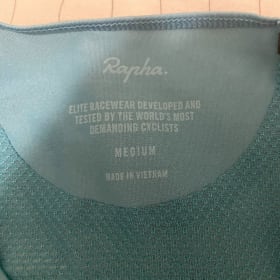 Rapha.
ELITE RACEWEAR DEVELOPED AND
TESTED BY THE WORLD'S MOST
DEMANDING CYCLISTS
MEDIUM
MADE IN VIETNAM